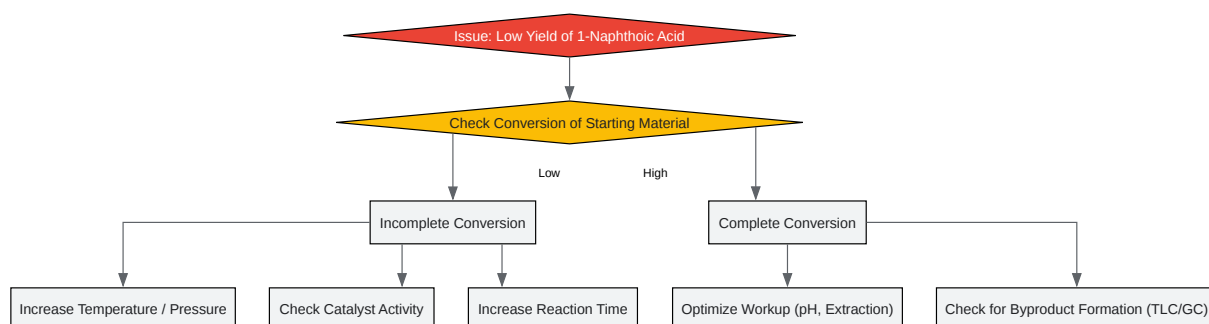 Issue: Low Yield of 1-Naphthoic Acid
Check Conversion of Starting Material
Low
High
Incomplete Conversion
Complete Conversion
Increase Temperature / Pressure
Check Catalyst Activity
Increase Reaction Time
Optimize Workup (pH, Extraction)
Check for Byproduct Formation (TLC/GC)